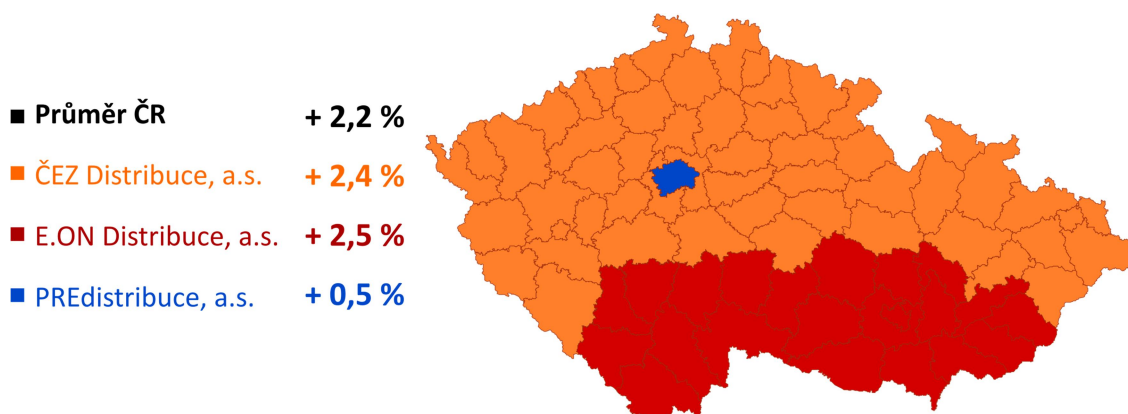 Průměr ČR + 2,2 %
ČEZ Distribuce, a.s. + 2,4 %
E.ON Distribuce, a.s. + 2,5 %
PREdistribuce, a.s. + 0,5 %